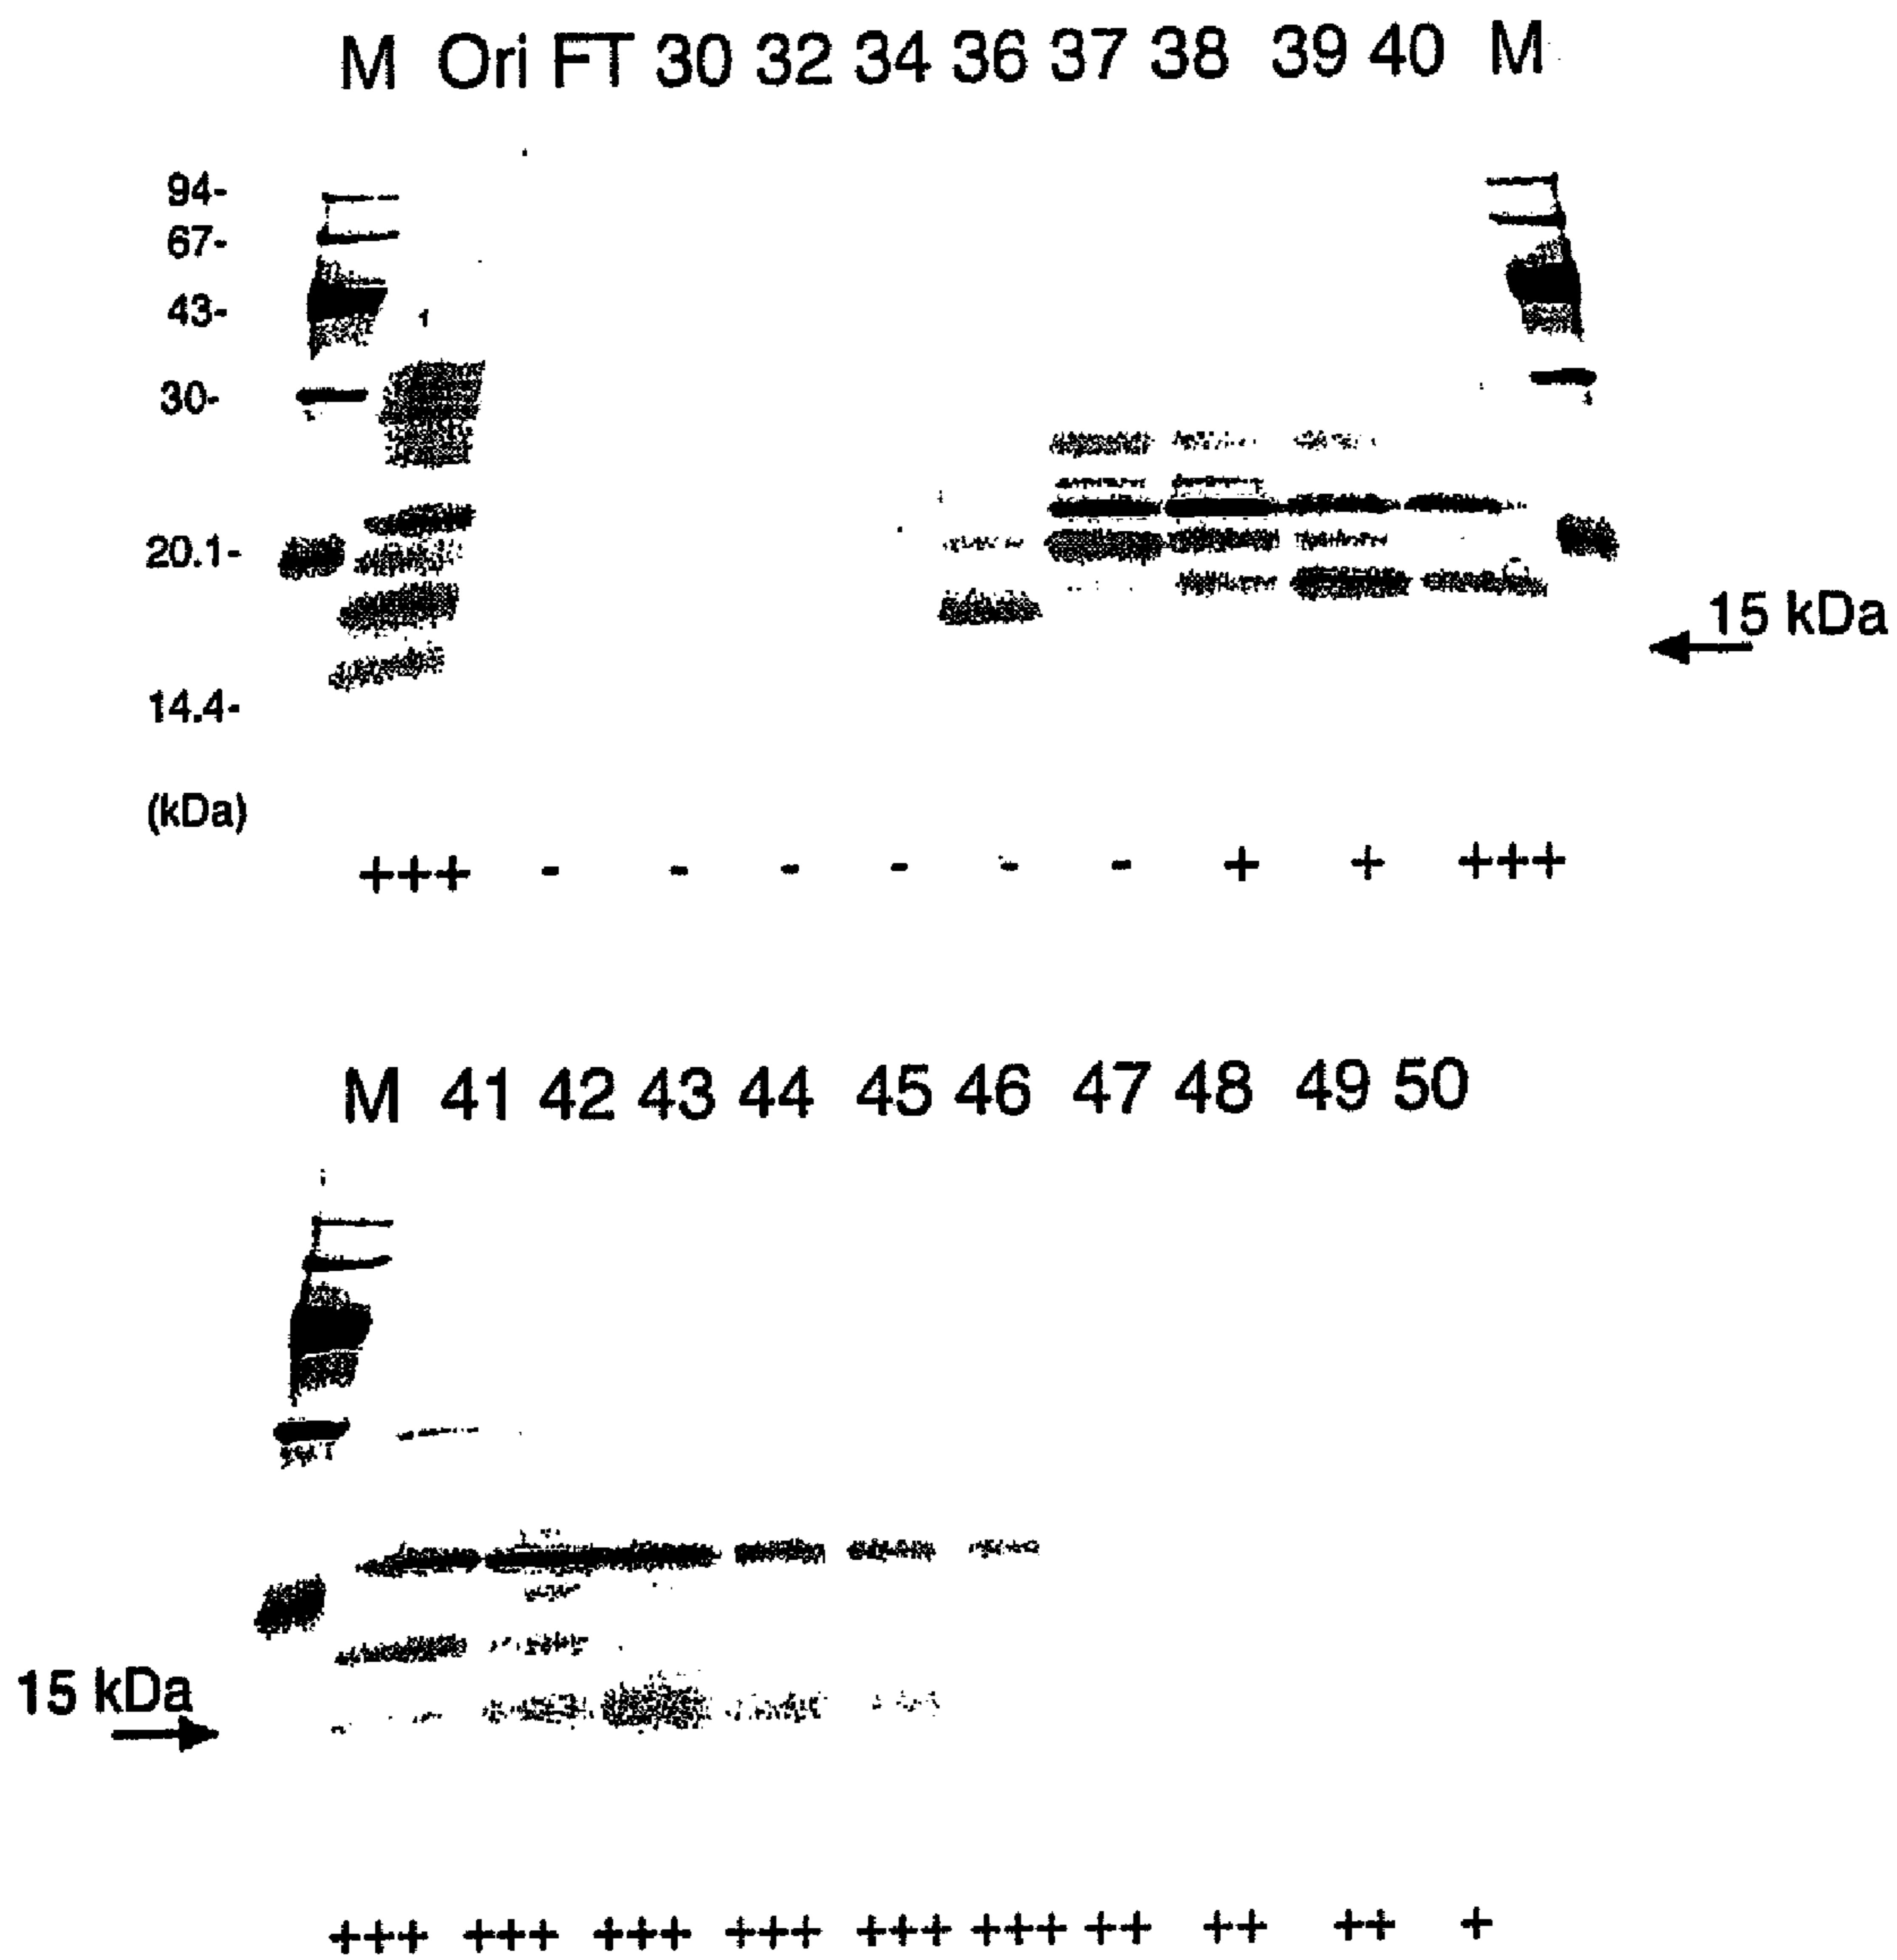 M Ori FT 30 32 34 36 37 38 39 40 M
94-
67-
43-
30-
20.1-
15 kDa
14.4-
(kDa)
+++ - - - - - - + + +++
M 41 42 43 44 45 46 47 48 49 50
15 kDa
+++ +++ +++ +++ +++ +++ ++ ++ ++ +